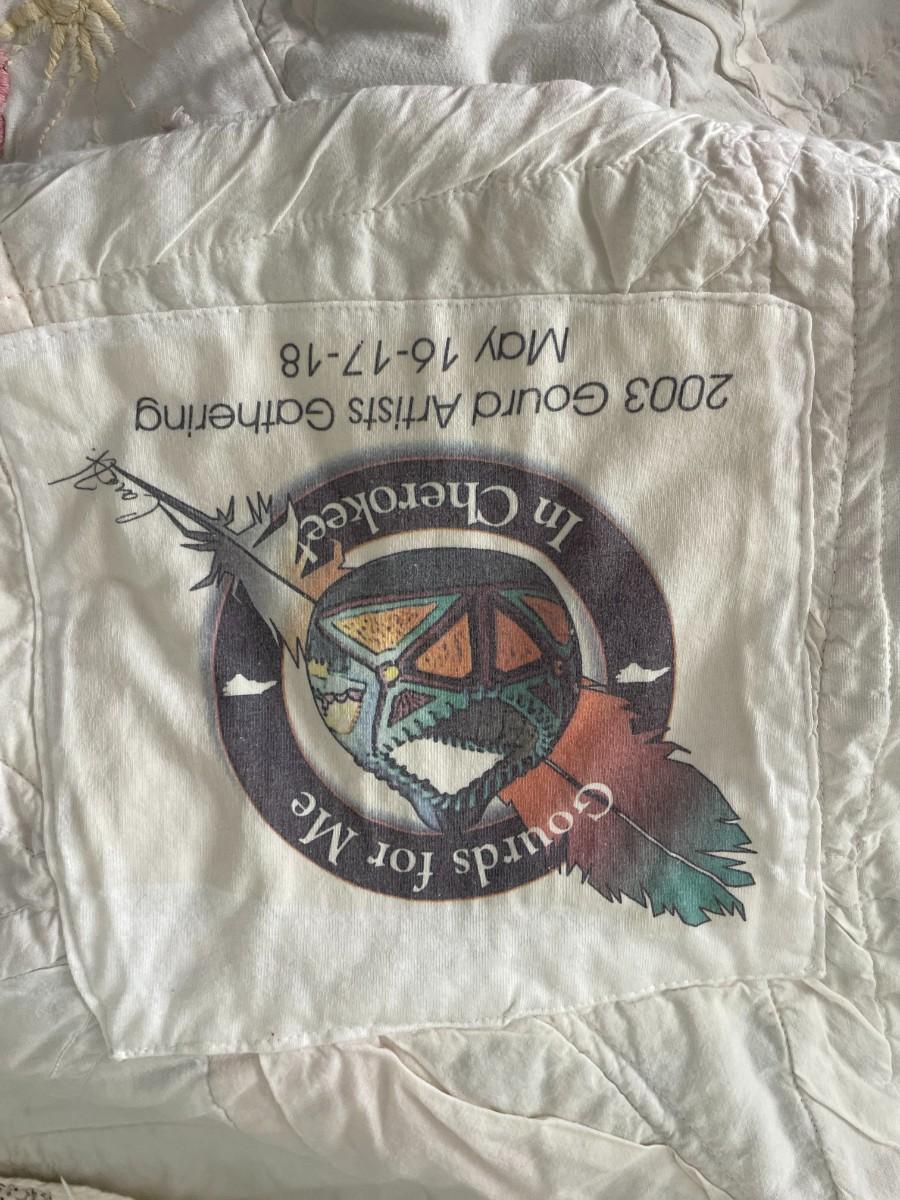 Gourds for Me
In Cherokee
2003 Gourd Artists Gathering
May 16-17-18